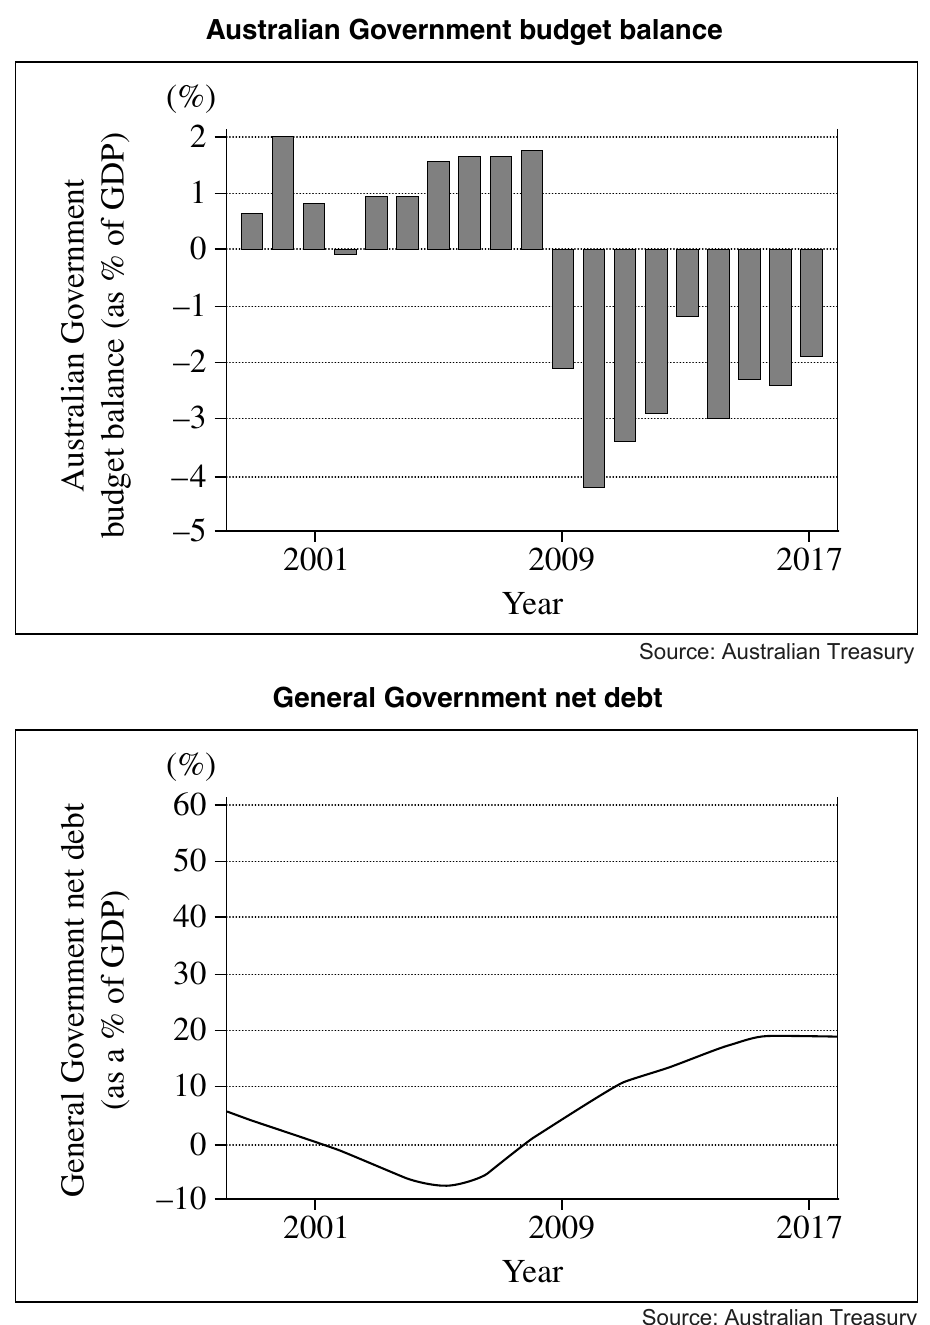 Australian Government budget balance
(%)
Australian Government
budget balance (as % of GDP)
2
1
0
–1
–2
–3
–4
–5
2001 2009 2017
Year
Source: Australian Treasury
General Government net debt
(%)
General Government net debt
(as a % of GDP)
60
50
40
30
20
10
0
–10
2001 2009 2017
Year
Source: Australian Treasury